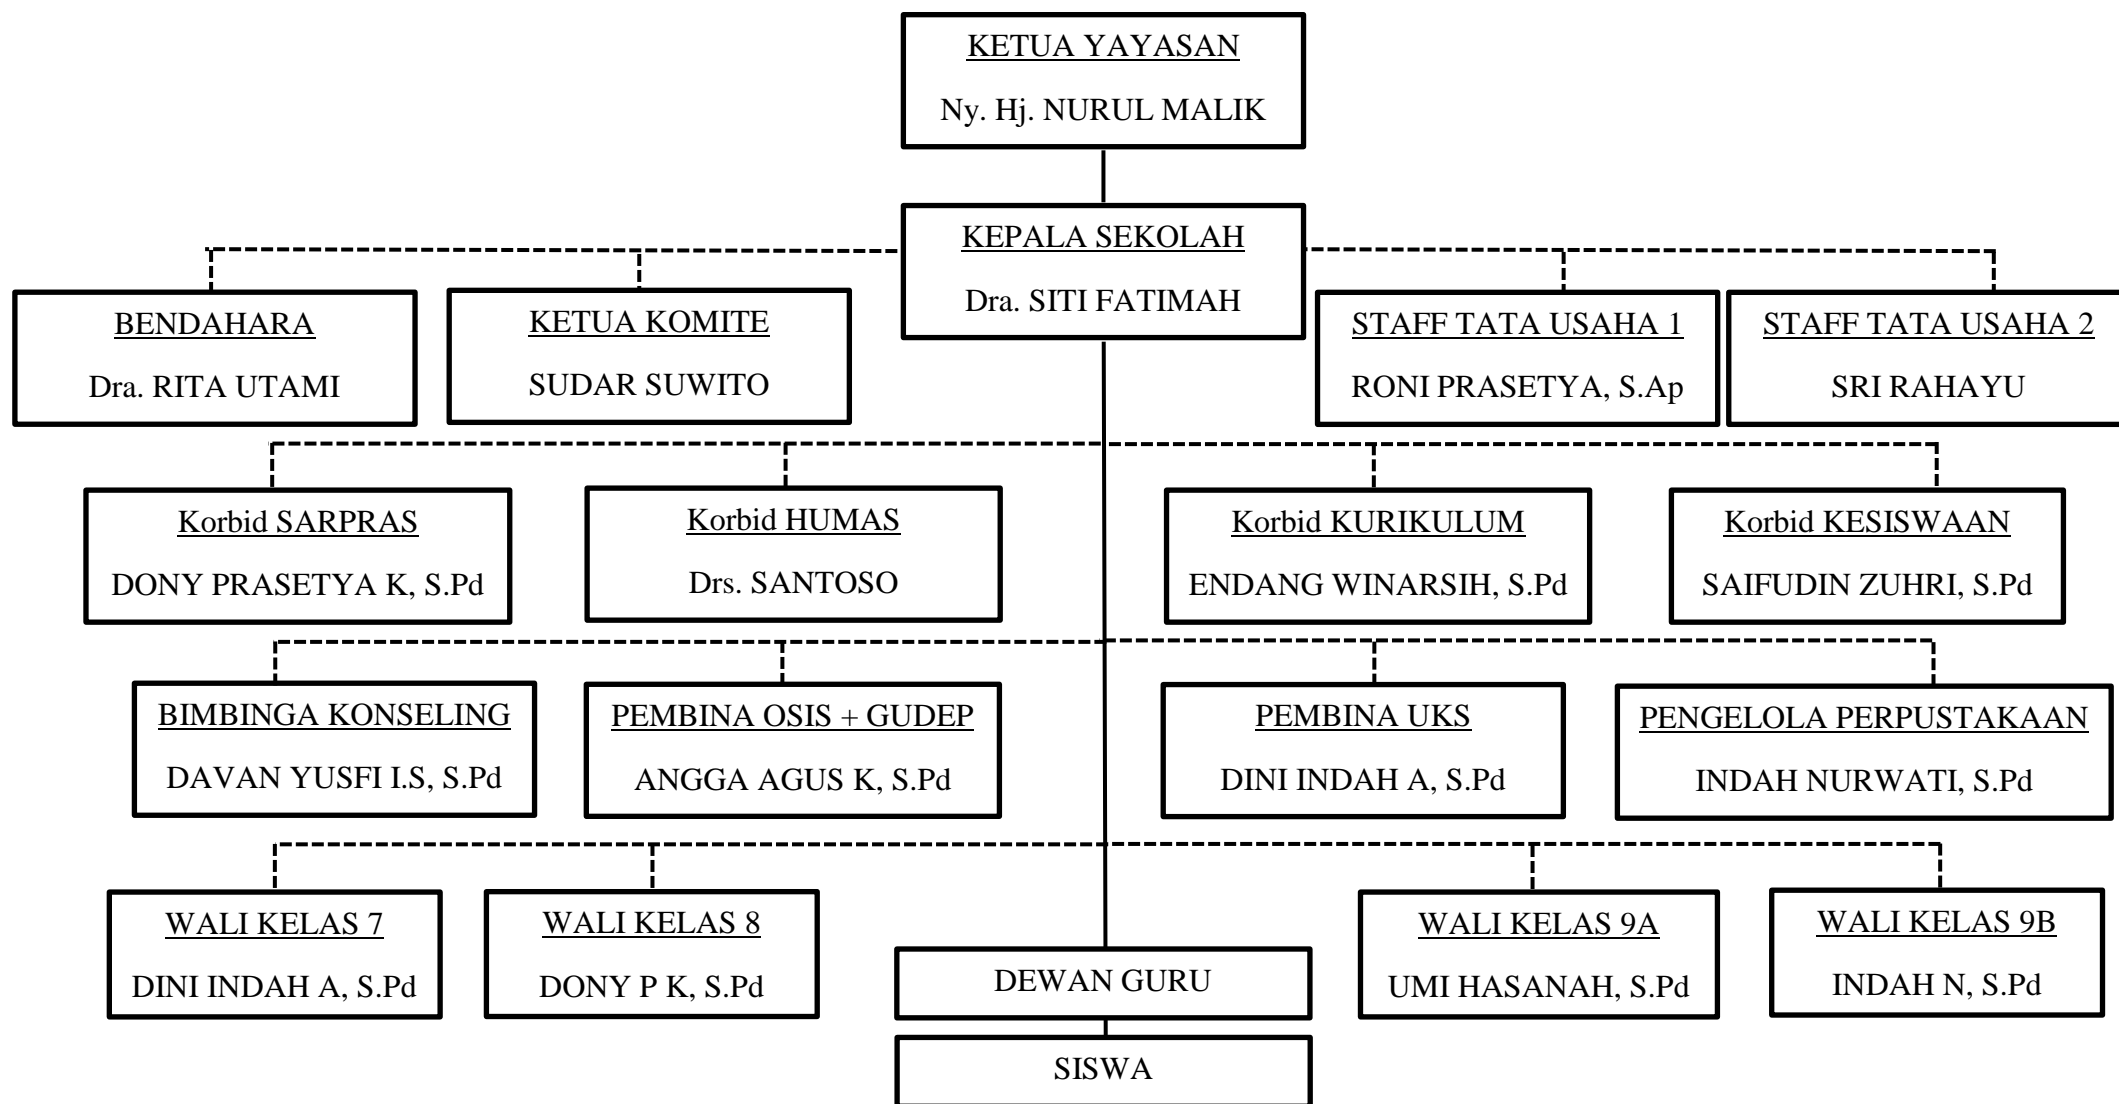 KETUA YAYASAN
Ny. Hj. NURUL MALIK
KEPALA SEKOLAH
Dra. SITI FATIMAH
BENDAHARA
Dra. RITA UTAMI
KETUA KOMITE
SUDAR SUWITO
STAFF TATA USAHA 1
RONI PRASETYA, S.Ap
STAFF TATA USAHA 2
SRI RAHAYU
Korbid SARPRAS
DONY PRASETYA K, S.Pd
Korbid HUMAS
Drs. SANTOSO
Korbid KURIKULUM
ENDANG WINARSIH, S.Pd
Korbid KESISWAAN
SAIFUDIN ZUHRI, S.Pd
BIMBINGA KONSELING
DAVAN YUSFI I.S, S.Pd
PEMBINA OSIS + GUDEP
ANGGA AGUS K, S.Pd
PEMBINA UKS
DINI INDAH A, S.Pd
PENGELOLA PERPUSTAKAAN
INDAH NURWATI, S.Pd
WALI KELAS 7
DINI INDAH A, S.Pd
WALI KELAS 8
DONY P K, S.Pd
WALI KELAS 9A
UMI HASANAH, S.Pd
WALI KELAS 9B
INDAH N, S.Pd
DEWAN GURU
SISWA